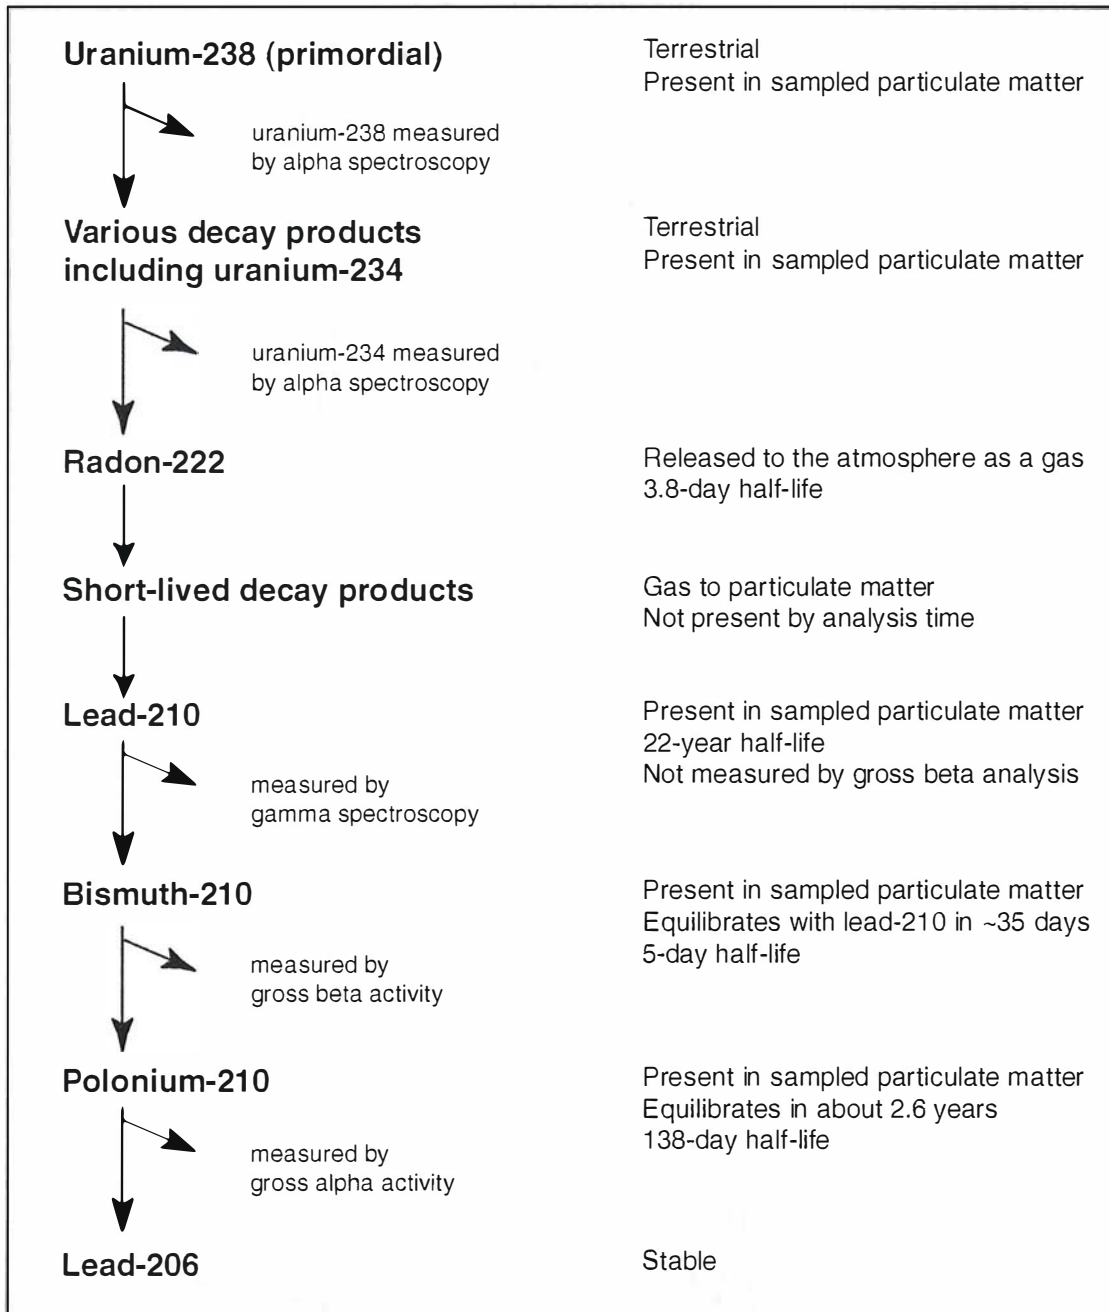 Uranium-238 (primordial)
Terrestrial
Present in sampled particulate matter
uranium-238 measured
by alpha spectroscopy
Various decay products
including uranium-234
Terrestrial
Present in sampled particulate matter
uranium-234 measured
by alpha spectroscopy
Radon-222
Released to the atmosphere as a gas
3.8-day half-life
Short-lived decay products
Gas to particulate matter
Not present by analysis time
Lead-210
Present in sampled particulate matter
22-year half-life
Not measured by gross beta analysis
measured by
gamma spectroscopy
Bismuth-210
Present in sampled particulate matter
Equilibrates with lead-210 in ~35 days
5-day half-life
measured by
gross beta activity
Polonium-210
Present in sampled particulate matter
Equilibrates in about 2.6 years
138-day half-life
measured by
gross alpha activity
Lead-206
Stable